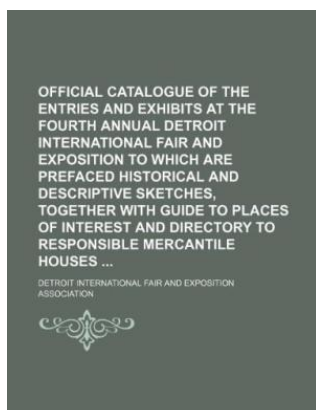 OFFICIAL CATALOGUE OF THE
ENTRIES AND EXHIBITS AT THE
FOURTH ANNUAL DETROIT
INTERNATIONAL FAIR AND
EXPOSITION TO WHICH ARE
PREFACED HISTORICAL AND
DESCRIPTIVE SKETCHES,
TOGETHER WITH GUIDE TO PLACES
OF INTEREST AND DIRECTORY TO
RESPONSIBLE MERCANTILE
HOUSES ...
DETROIT INTERNATIONAL FAIR AND EXPOSITION
ASSOCIATION